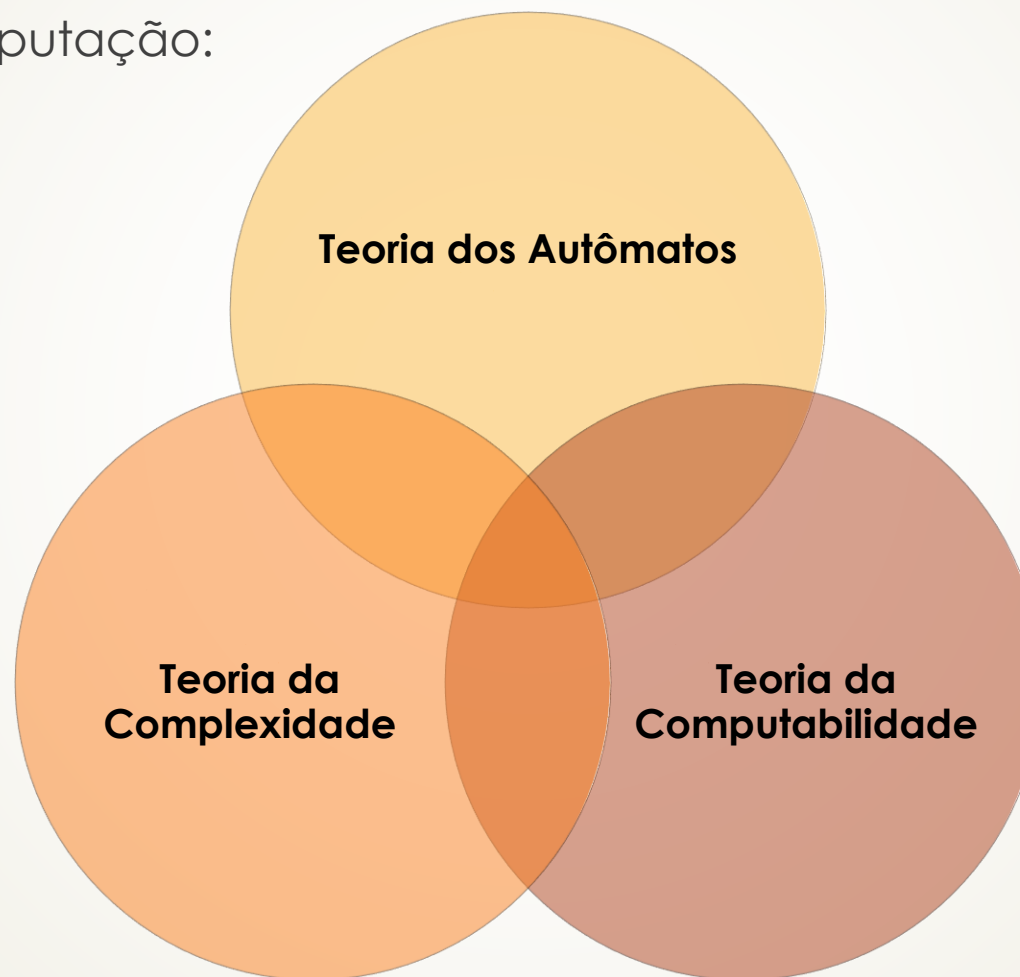 putação:
Teoria dos Autômatos
Teoria da
Complexidade
Teoria da
Computabilidade